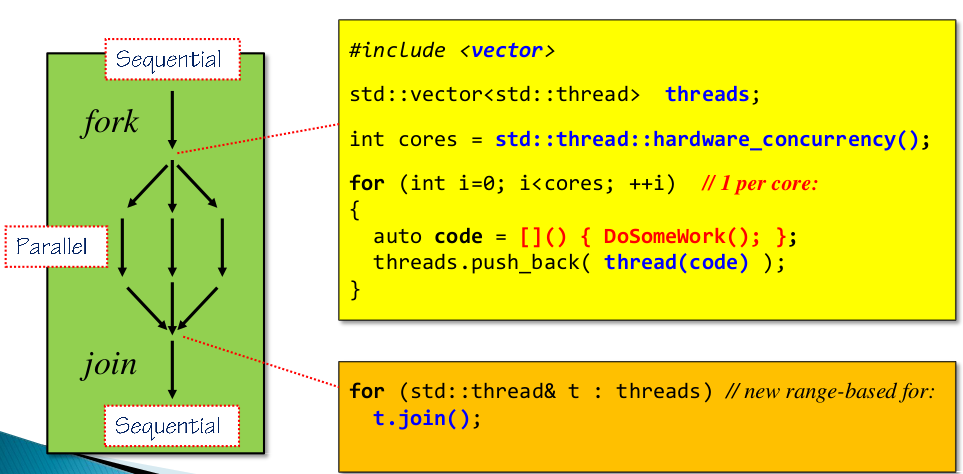 Sequential
fork
Parallel
join
Sequential
#include <vector>
std::vector<std::thread>  threads;
int cores = std::thread::hardware_concurrency();
for (int i=0; i<cores; ++i)  // 1 per core:
{
  auto code = []() { DoSomeWork(); };
  threads.push_back( thread(code) );
}
for (std::thread& t : threads) // new range-based for:
  t.join();